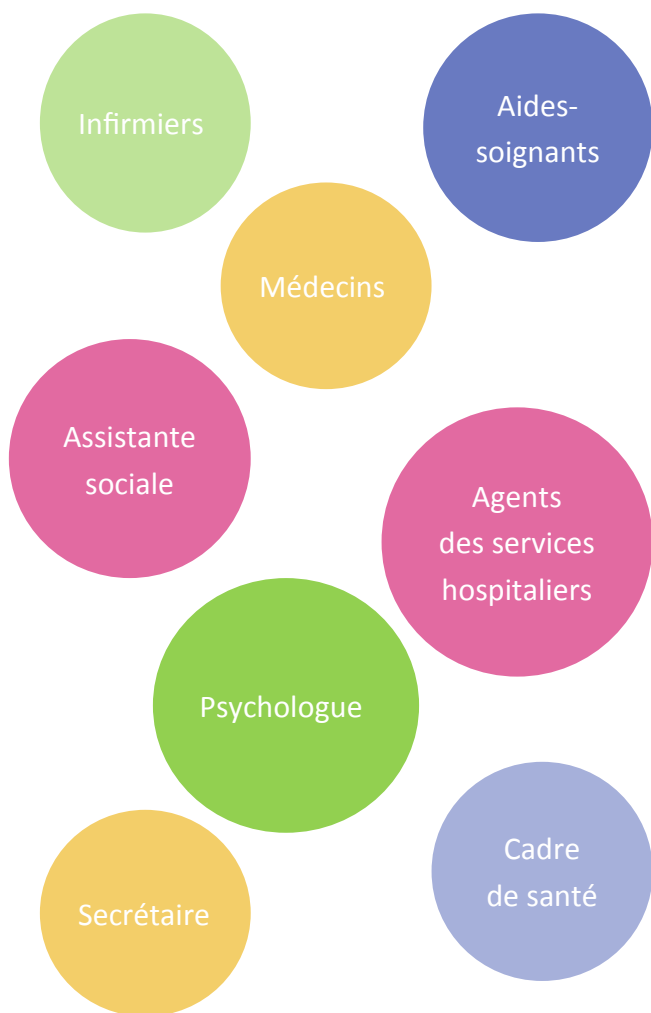 Infirmiers
Aides-
soignants
Médecins
Assistante
sociale
Agents
des services
hospitaliers
Psychologue
Cadre
de santé
Secrétaire